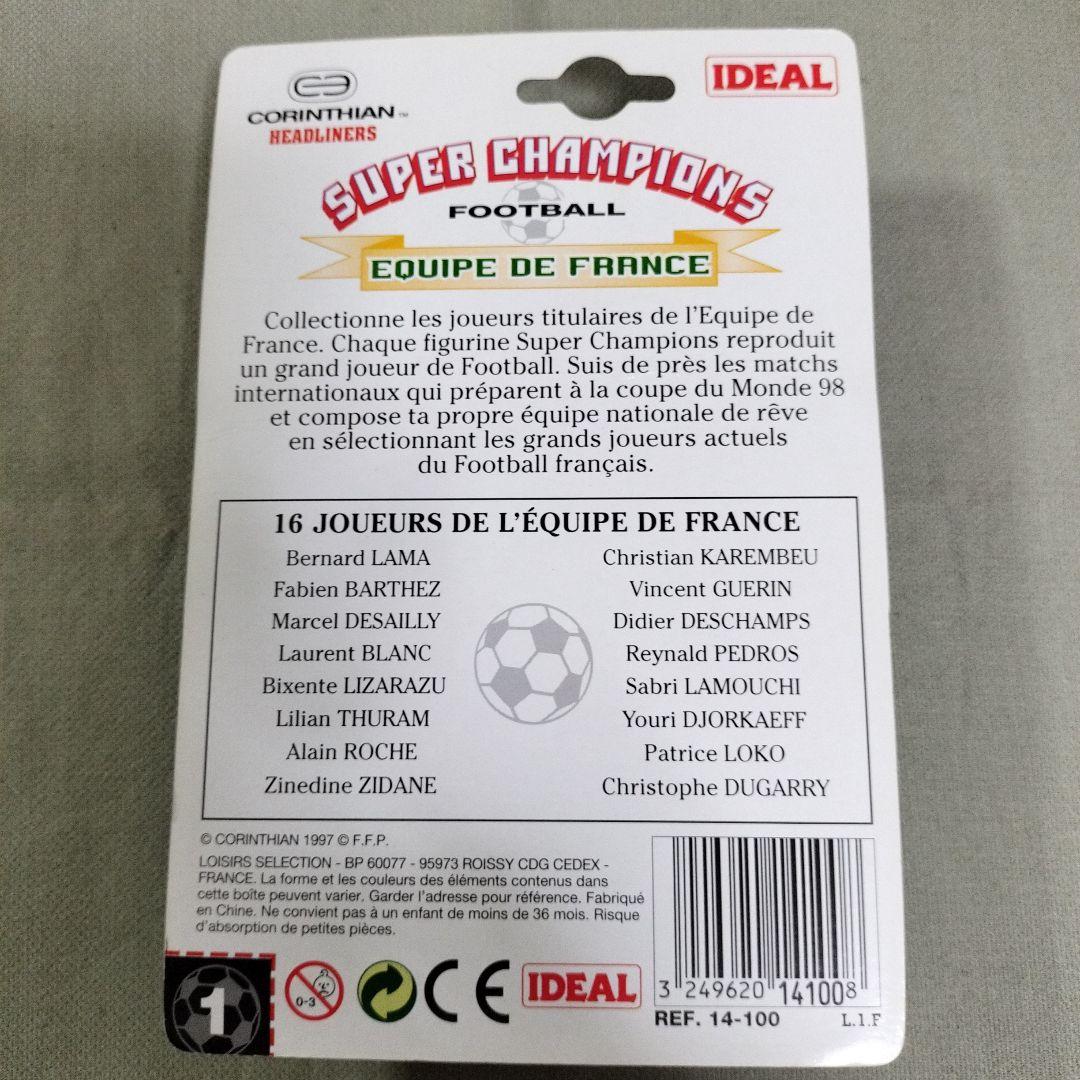 CORINTHIAN™
HEADLINERS
IDEAL
SUPER CHAMPIONS
FOOTBALL
EQUIPE DE FRANCE
Collectionne les joueurs titulaires de l'Equipe de
France. Chaque figurine Super Champions reproduit
un grand joueur de Football. Suis de près les matchs
internationaux qui préparent à la coupe du Monde 98
et compose ta propre équipe nationale de rêve
en sélectionnant les grands joueurs actuels
du Football français.
16 JOUEURS DE L'ÉQUIPE DE FRANCE
Bernard LAMA
Fabien BARTHEZ
Marcel DESAILLY
Laurent BLANC
Bixente LIZARAZU
Lilian THURAM
Alain ROCHE
Zinedine ZIDANE
Christian KAREMBEU
Vincent GUERIN
Didier DESCHAMPS
Reynald PEDROS
Sabri LAMOUCHI
Youri DJORKAEFF
Patrice LOKO
Christophe DUGARRY
© CORINTHIAN 1997 © F.F.P.
LOISIRS SELECTION - BP 60077 - 95973 ROISSY CDG CEDEX -
FRANCE. La forme et les couleurs des éléments contenus dans
cette boîte peuvent varier. Garder l'adresse pour référence. Fabriqué
en Chine. Ne convient pas à un enfant de moins de 36 mois. Risque
d'absorption de petites pièces.
1
0-3
CE
IDEAL
3 249620 141008
REF. 14-100
L.I.F